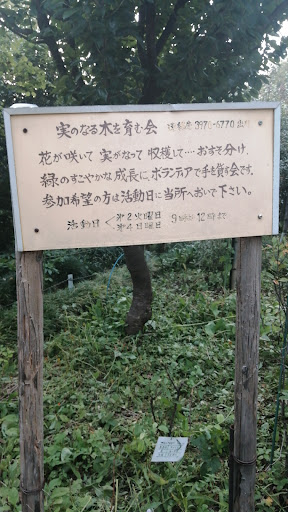 実のなる木を育む会 3970-6770
花が咲いて 実がなって 収穫して‥‥おすそ分け、
緑のすこやかな成長に、ボランティアで手を貸す会です。
参加希望の方は活動日に当所へおいで下さい。
活動日 第2火曜日 9時～12時
第4日曜日